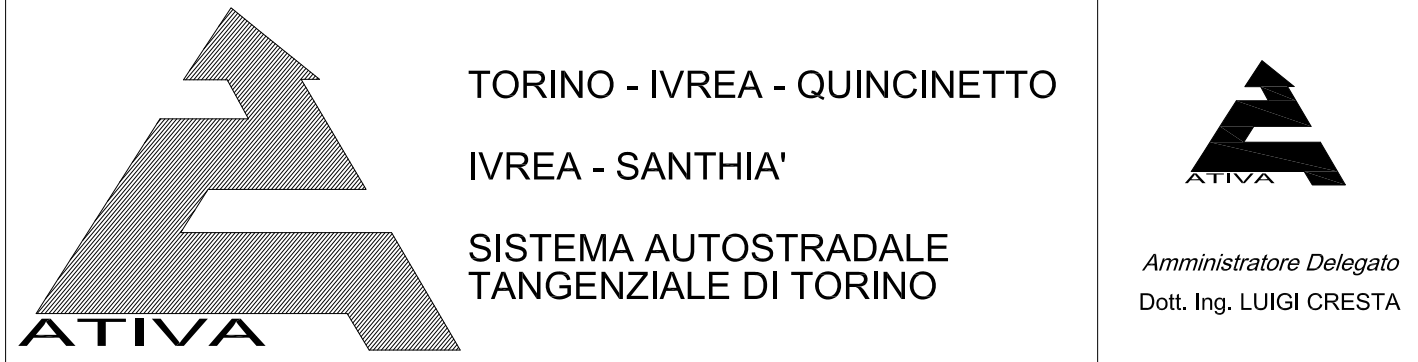 TORINO - IVREA - QUINCINETTO
IVREA - SANTHIA'
SISTEMA AUTOSTRADALE
TANGENZIALE DI TORINO
ATIVA
ATIVA
Amministratore Delegato
Dott. Ing. LUIGI CRESTA